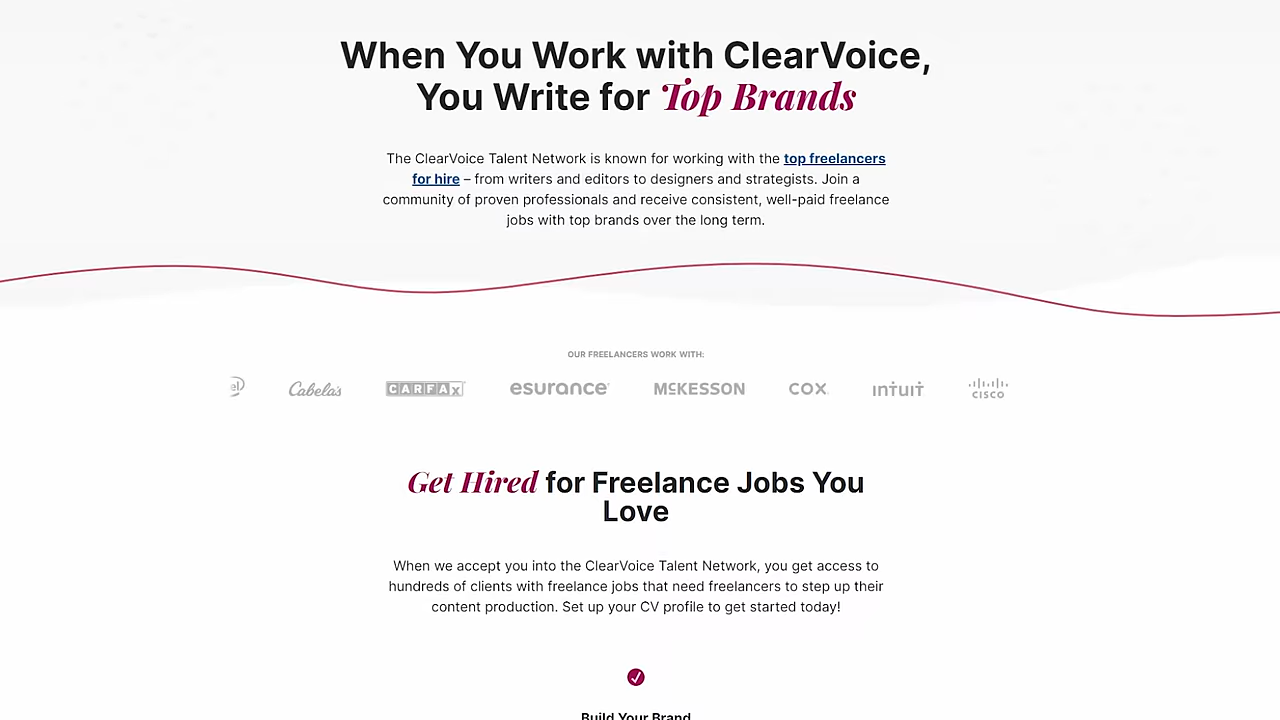 When You Work with ClearVoice,
You Write for Top Brands
The ClearVoice Talent Network is known for working with the top freelancers
for hire – from writers and editors to designers and strategists. Join a
community of proven professionals and receive consistent, well-paid freelance
jobs with top brands over the long term.
OUR FREELANCERS WORK WITH:
Cabela's CARFAX esurance McKESSON COX intuit CISCO
Get Hired for Freelance Jobs You
Love
When we accept you into the ClearVoice Talent Network, you get access to
hundreds of clients with freelance jobs that need freelancers to step up their
content production. Set up your CV profile to get started today!
Build Your Brand